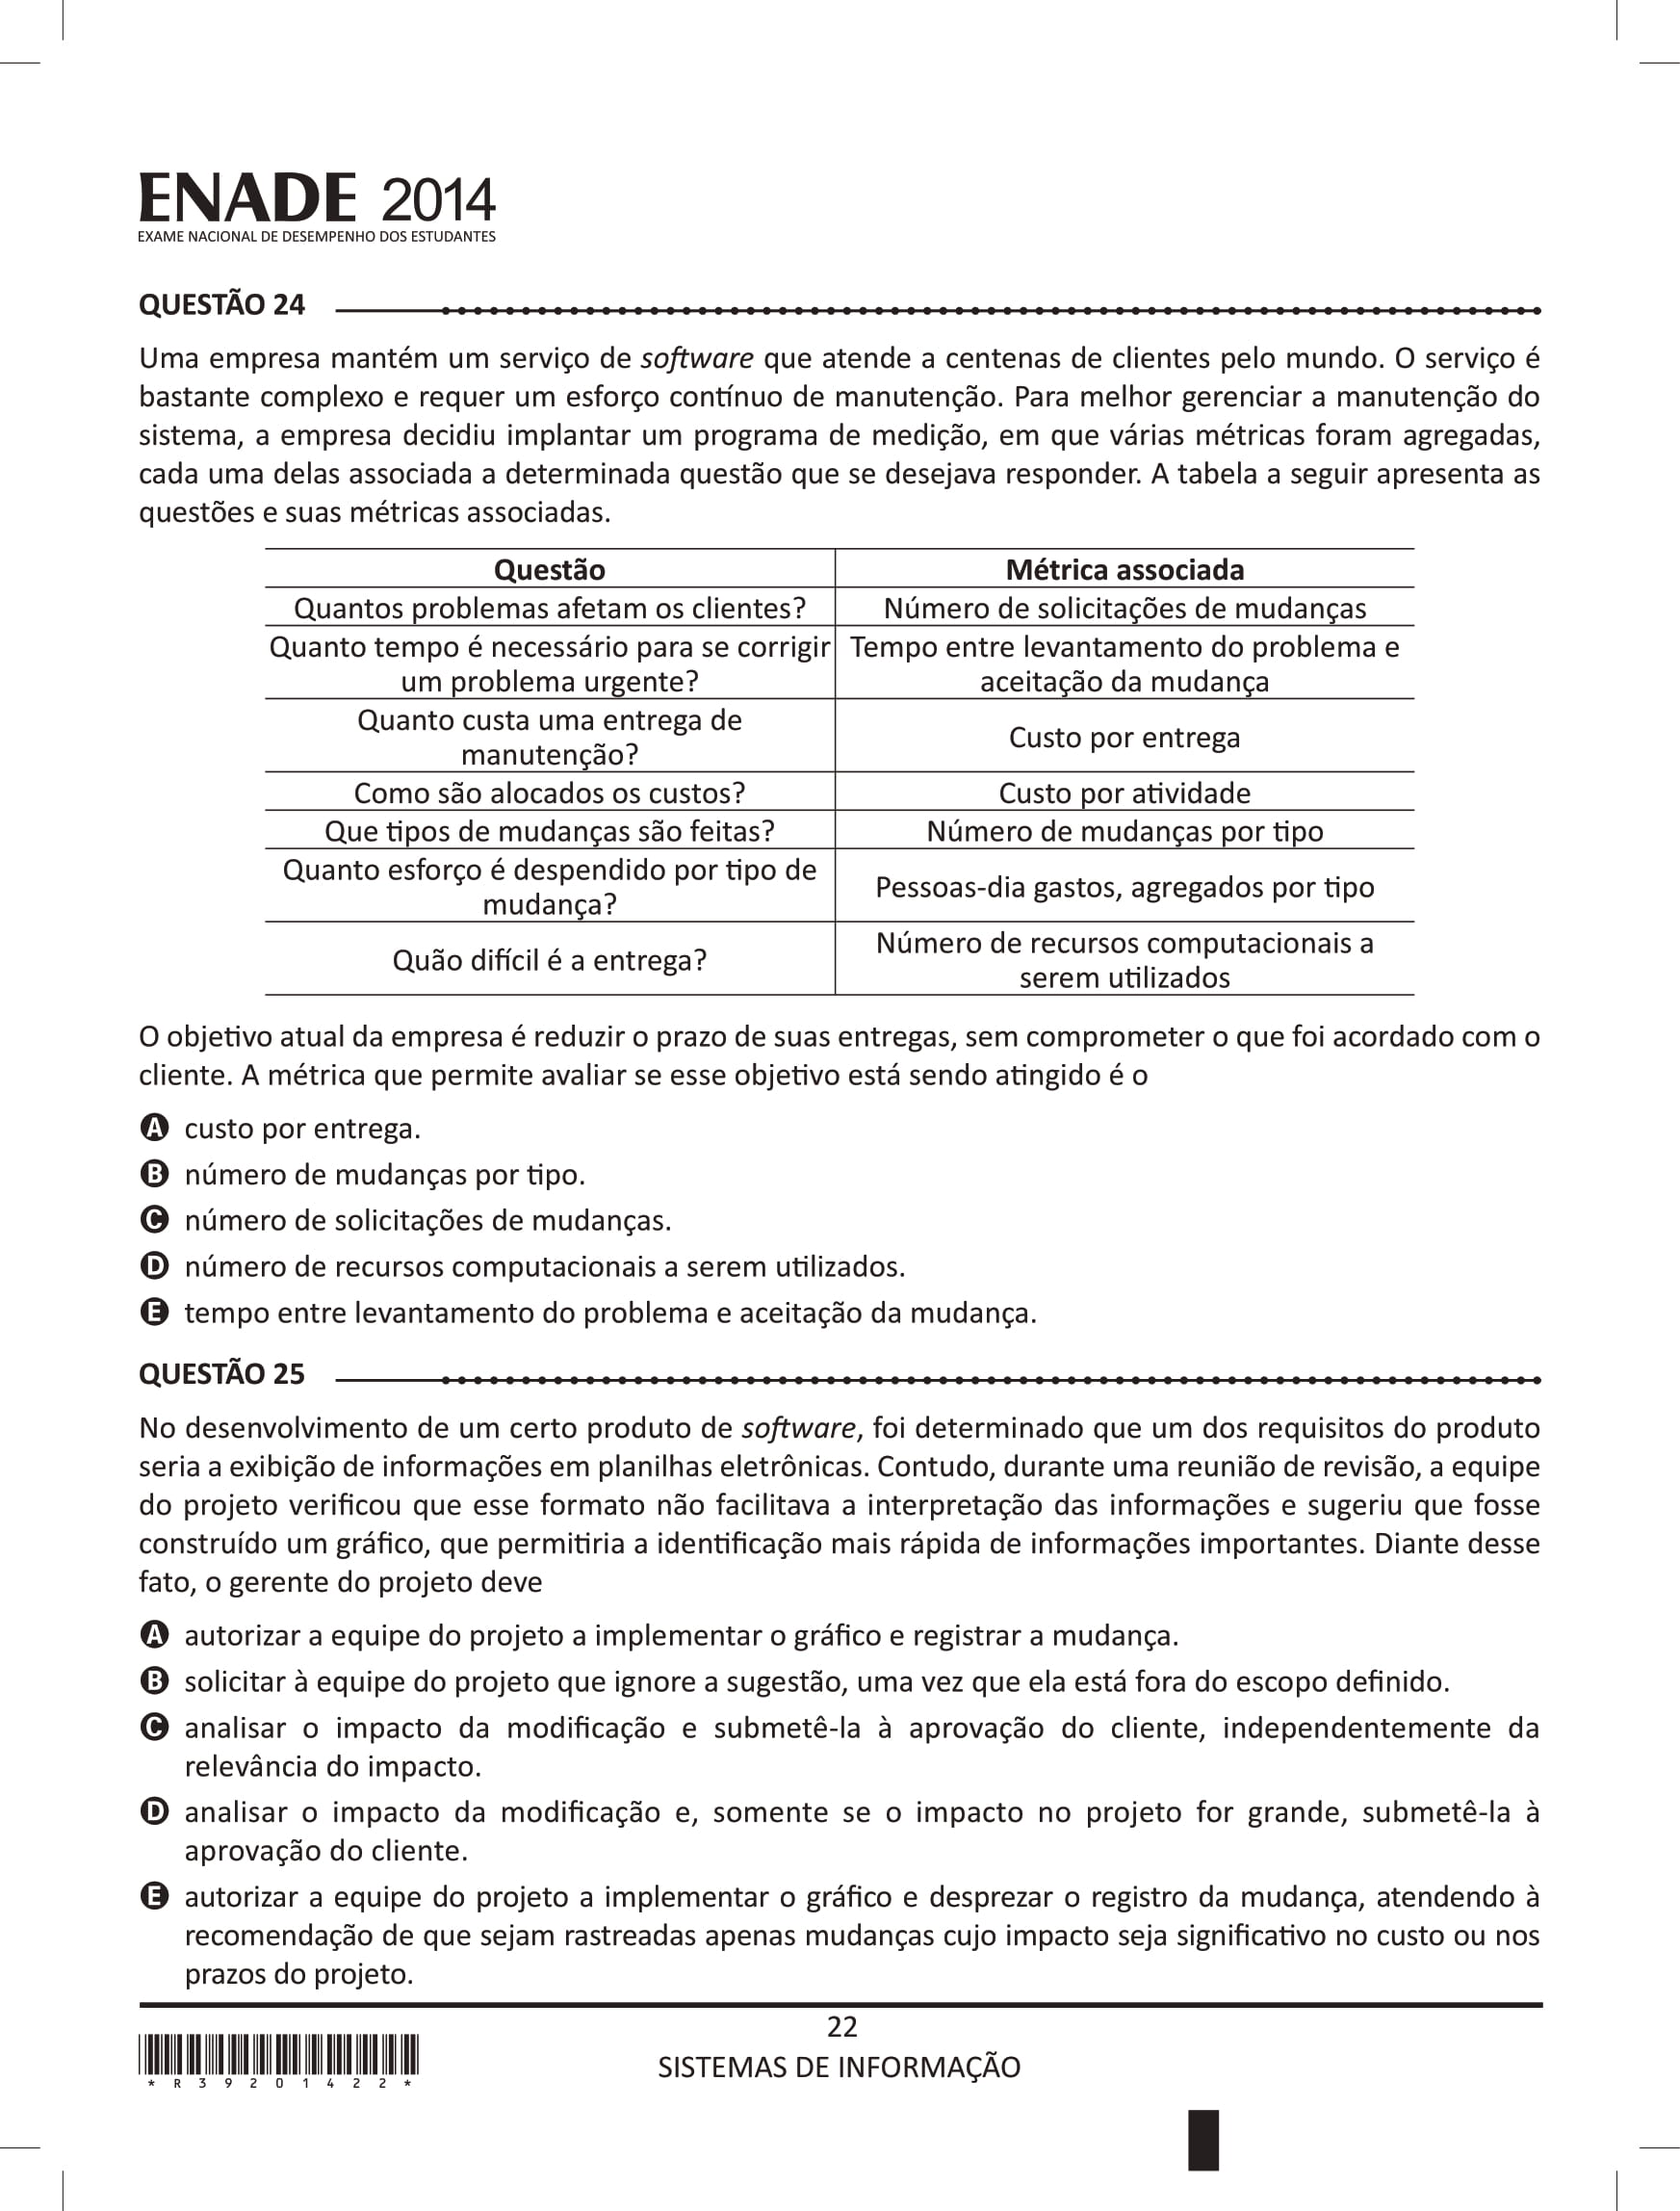 ENADE 2014
EXAME NACIONAL DE DESEMPENHO DOS ESTUDANTES
QUESTÃO 24
Uma empresa mantém um serviço de software que atende a centenas de clientes pelo mundo. O serviço é
bastante complexo e requer um esforço contínuo de manutenção. Para melhor gerenciar a manutenção do
sistema, a empresa decidiu implantar um programa de medição, em que várias métricas foram agregadas,
cada uma delas associada a determinada questão que se desejava responder. A tabela a seguir apresenta as
questões e suas métricas associadas.
Questão Métrica associada
Quantos problemas afetam os clientes? Número de solicitações de mudanças
Quanto tempo é necessário para se corrigir
um problema urgente?
Tempo entre levantamento do problema e
aceitação da mudança
Quanto custa uma entrega de
manutenção?
Custo por entrega
Como são alocados os custos? Custo por atividade
Que tipos de mudanças são feitas? Número de mudanças por tipo
Quanto esforço é despendido por tipo de
mudança?
Pessoas-dia gastos, agregados por tipo
Quão difícil é a entrega?
Número de recursos computacionais a
serem utilizados
O objetivo atual da empresa é reduzir o prazo de suas entregas, sem comprometer o que foi acordado com o
cliente. A métrica que permite avaliar se esse objetivo está sendo atingido é o
A custo por entrega.
B número de mudanças por tipo.
C número de solicitações de mudanças.
D número de recursos computacionais a serem utilizados.
E tempo entre levantamento do problema e aceitação da mudança.
QUESTÃO 25
No desenvolvimento de um certo produto de software, foi determinado que um dos requisitos do produto
seria a exibição de informações em planilhas eletrônicas. Contudo, durante uma reunião de revisão, a equipe
do projeto verificou que esse formato não facilitava a interpretação das informações e sugeriu que fosse
construído um gráfico, que permitiria a identificação mais rápida de informações importantes. Diante desse
fato, o gerente do projeto deve
A autorizar a equipe do projeto a implementar o gráfico e registrar a mudança.
B solicitar à equipe do projeto que ignore a sugestão, uma vez que ela está fora do escopo definido.
C analisar o impacto da modificação e submetê-la à aprovação do cliente, independentemente da
relevância do impacto.
D analisar o impacto da modificação e, somente se o impacto no projeto for grande, submetê-la à
aprovação do cliente.
E autorizar a equipe do projeto a implementar o gráfico e desprezar o registro da mudança, atendendo à
recomendação de que sejam rastreadas apenas mudanças cujo impacto seja significativo no custo ou nos
prazos do projeto.
22
SISTEMAS DE INFORMAÇÃO
* R 3 9 2 0 1 4 2 2 *